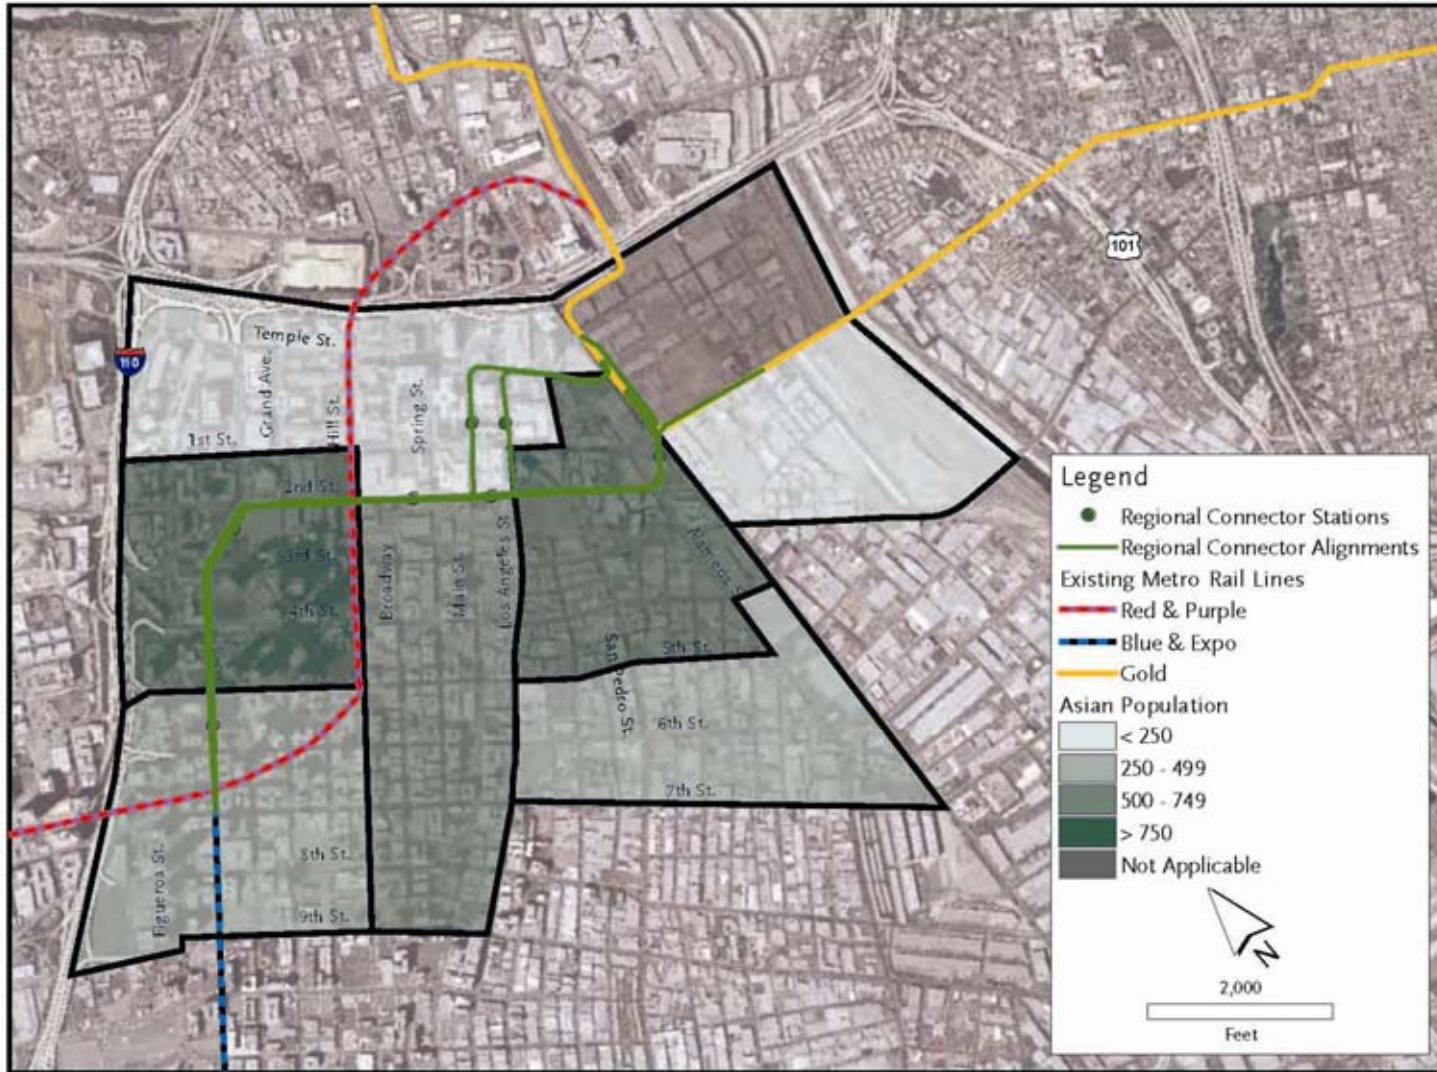 101
110
Temple St.
Grand Ave.
Hill St.
Spring St.
1st St.
2nd St.
3rd St.
4th St.
Broadway
Main St.
Los Angeles St
Alameda S
San Pedro St.
5th St.
6th St.
7th St.
8th St.
9th St.
Figueroa St.
Legend
Regional Connector Stations
Regional Connector Alignments
Existing Metro Rail Lines
Red & Purple
Blue & Expo
Gold
Asian Population
< 250
250 - 499
500 - 749
> 750
Not Applicable
N
2,000
Feet